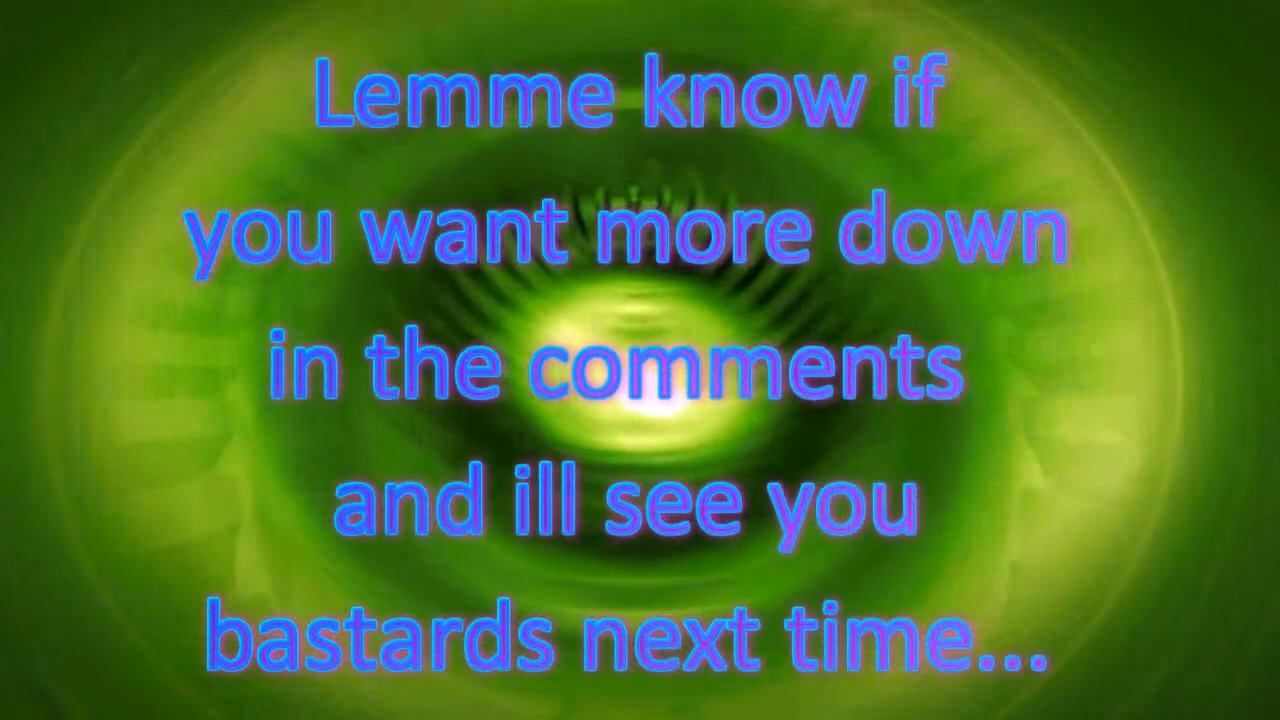 Lemme know if
you want more down
in the comments
and ill see you
bastards next time...